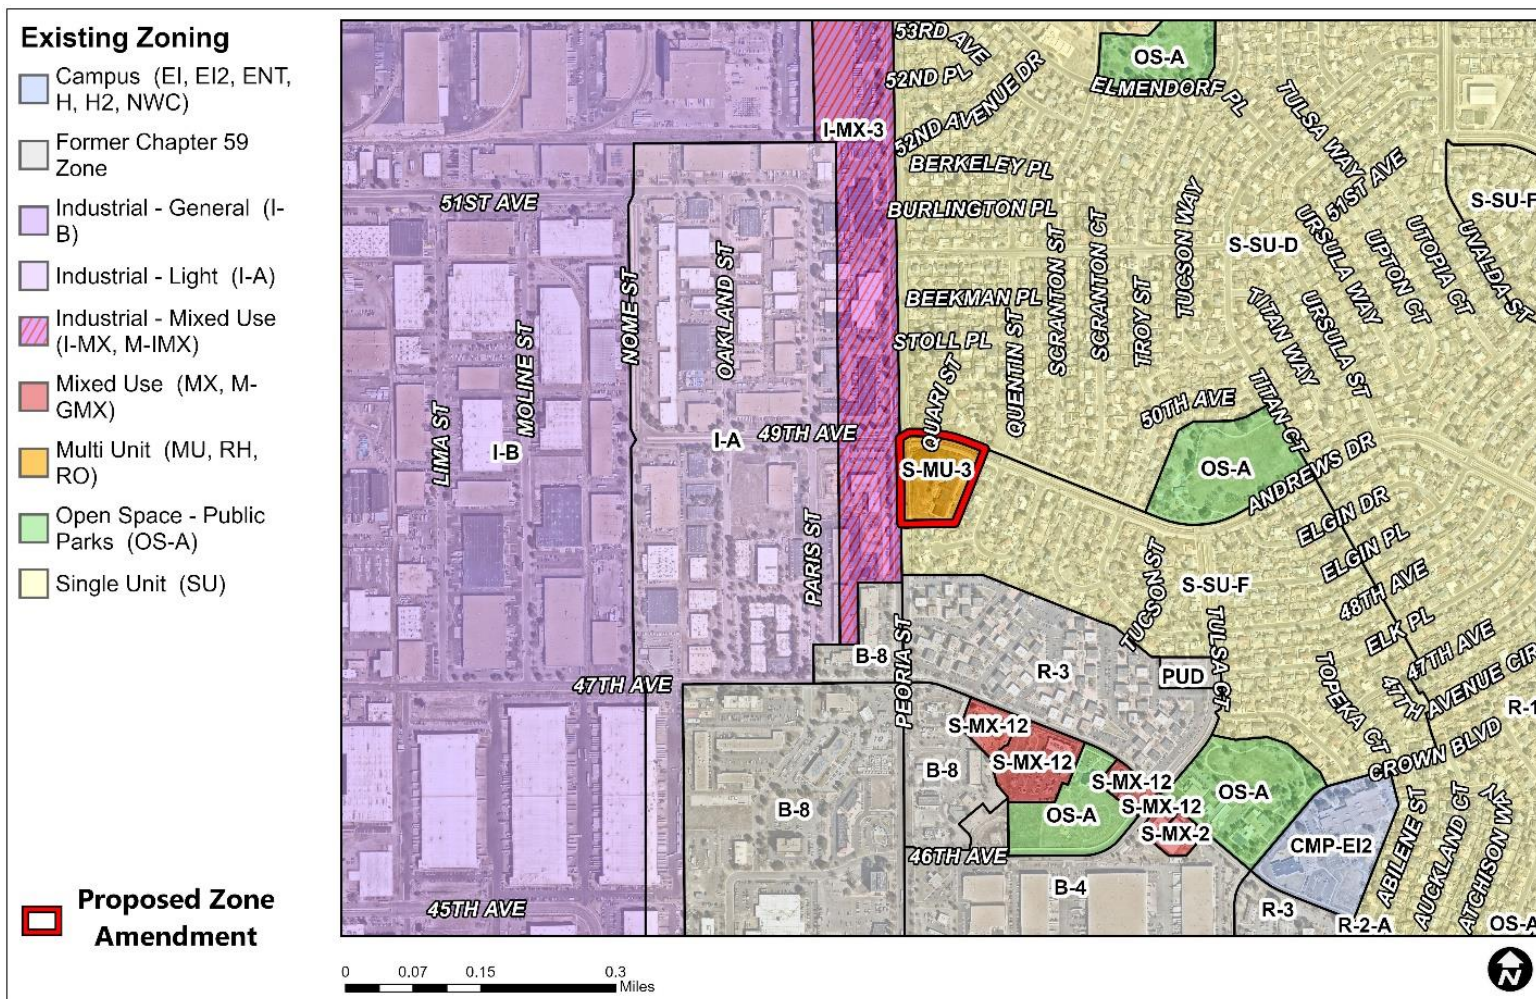 Existing Zoning
Campus (EI, EI2, ENT,
H, H2, NWC)
Former Chapter 59
Zone
Industrial - General (I-
B)
Industrial - Light (I-A)
Industrial - Mixed Use
(I-MX, M-IMX)
Mixed Use (MX, M-
GMX)
Multi Unit (MU, RH,
RO)
Open Space - Public
Parks (OS-A)
Single Unit (SU)
Proposed Zone
Amendment
53RD AVE
52ND PL
52ND AVENUE DR
OS-A
ELMENDORF PL
TULSA WAY
51ST AVE
I-MX-3
BERKELEY PL
51ST AVE
BURLINGTON PL
S-SU-F
S-SU-D
SCRANTON ST
SCRANTON CT
TUCSON WAY
TROY ST
URSULA WAY
UPTON CT
UTOPIA CT
UVALDA ST
NOME ST
OAKLAND ST
BEEKMAN PL
STOLL PL
QUARI ST
QUENTIN ST
TITAN WAY
URSULA ST
LIMA ST
MOLINE ST
I-B
I-A
49TH AVE
50TH AVE
TITAN CT
S-MU-3
OS-A
ANDREWS DR
ELGIN DR
ELGIN PL
48TH AVE
ELK PL
47TH AVE
47TH AVENUE CIR
PARIS ST
TUCSON ST
S-SU-F
TULSA CT
B-8
PEORIA ST
R-3
PUD
47TH AVE
TOPEKA CT
R-1
CROWN BLVD
S-MX-12
S-MX-12
B-8
S-MX-12
S-MX-12
OS-A
OS-A
S-MX-2
B-8
CMP-EI2
46TH AVE
B-4
ABILENE ST
AUCKLAND CT
ATCHISON WAY
45TH AVE
R-3
R-2-A
OS-A
0 0.07 0.15 0.3
Miles
N